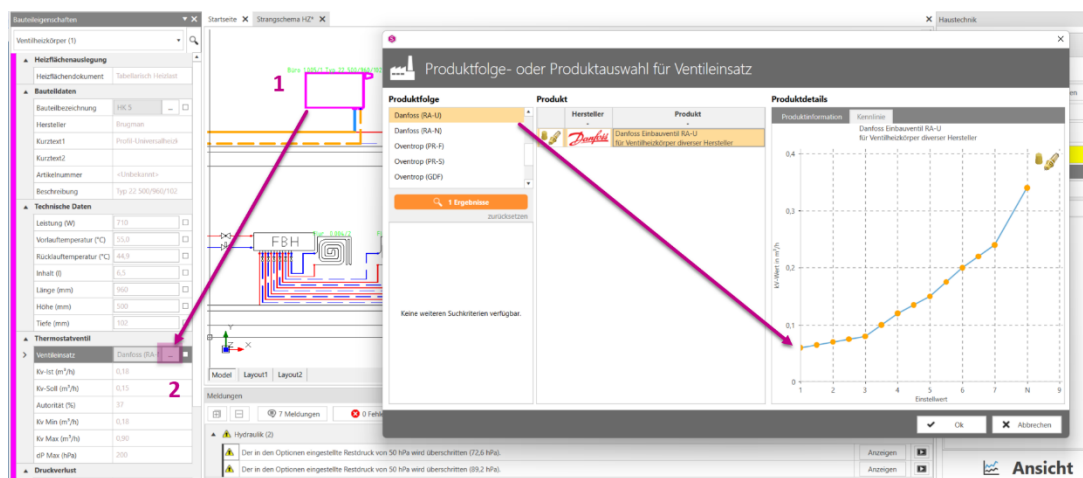 Bauteileigenschaften
Ventilheizkörper (1)
Heizflächenauslegung
Heizflächendokument Tabellarisch Heizlast
Bauteildaten
Bauteilbezeichnung HK 5 ...
Hersteller Brugman
Kurztext1 Profil-Universalheizk
Kurztext2
Artikelnummer <Unbekannt>
Beschreibung Typ 22 500/960/102
Technische Daten
Leistung (W) 710
Vorlauftemperatur (°C) 55,0
Rücklauftemperatur (°C) 44,9
Inhalt (l) 6,5
Länge (mm) 960
Höhe (mm) 500
Tiefe (mm) 102
Thermostatventil
Ventileinsatz Danfoss (RA- ...
Kv-Ist (m³/h) 0,18
Kv-Soll (m³/h) 0,15
Autorität (%) 37
Kv Min (m³/h) 0,18
Kv Max (m³/h) 0,90
dP Max (hPa) 200
Druckverlust
1
2
Startseite X Strangschema HZ* X
FBH
Y
X
Model Layout1 Layout2
Meldungen
7 Meldungen 0 Fehle
Hydraulik (2)
Der in den Optionen eingestellte Restdruck von 50 hPa wird überschritten (72,6 hPa). Anzeigen
Der in den Optionen eingestellte Restdruck von 50 hPa wird überschritten (89,2 hPa). Anzeigen
Haustechnik
Ansicht
Produktfolge- oder Produktauswahl für Ventileinsatz
Produktfolge
Danfoss (RA-U)
Danfoss (RA-N)
Oventrop (PR-F)
Oventrop (PR-S)
Oventrop (GDF)
1 Ergebnisse
zurücksetzen
Keine weiteren Suchkriterien verfügbar.
Produkt
Hersteller Produkt
Danfoss
Danfoss Einbauventil RA-U
für Ventilheizkörper diverser Hersteller
Produktdetails
Produktinformation Kennlinie
Danfoss Einbauventil RA-U
für Ventilheizkörper diverser Hersteller
kV-Wert in m³/h
0,4
0,3
0,2
0,1
0
1 2 3 4 5 6 7 N 9
Einstellwert
Ok Abbrechen